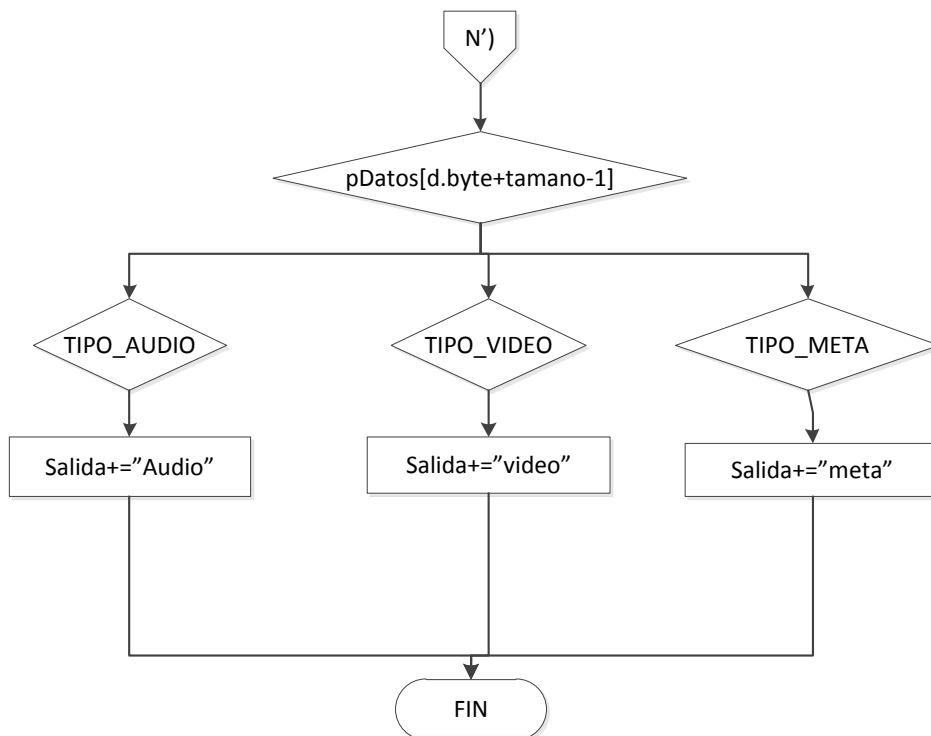 N’)
pDatos[d.byte+tamano-1]
TIPO_AUDIO
TIPO_VIDEO
TIPO_META
Salida+=”Audio”
Salida+=”video”
Salida+=”meta”
FIN